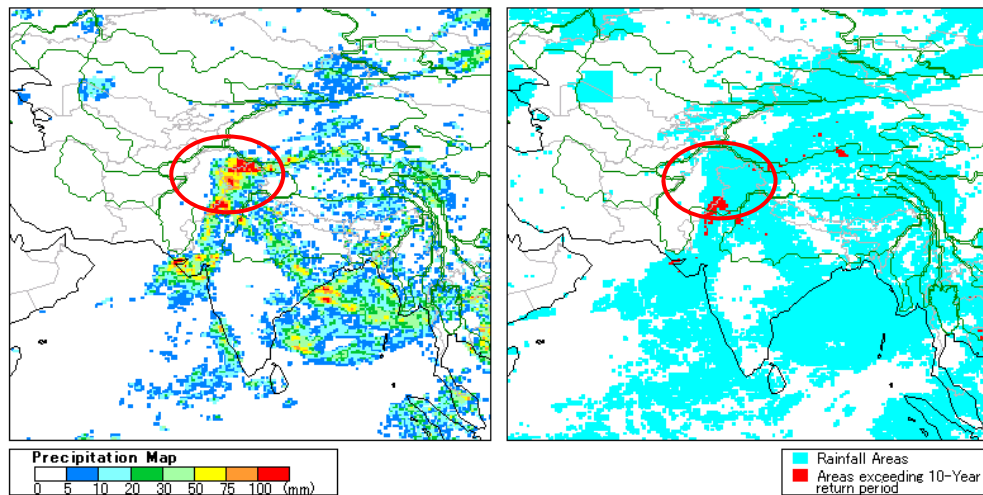 Precipitation Map
0 5 10 20 30 50 75 100 (mm)
Rainfall Areas
Areas exceeding 10-Year
return period